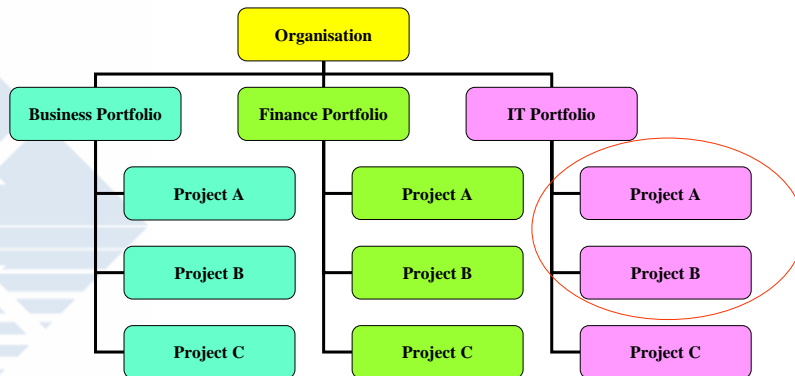 Organisation
Business Portfolio
Finance Portfolio
IT Portfolio
Project A
Project A
Project A
Project B
Project B
Project B
Project C
Project C
Project C